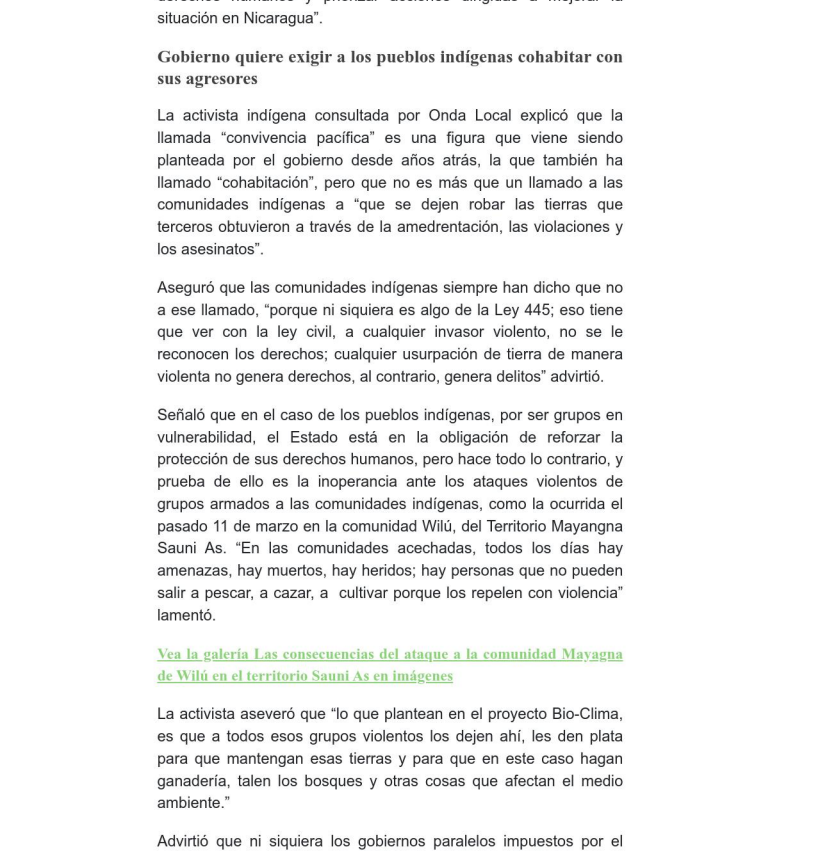 derechos humanos y priorizar acciones dirigidas a mejorar la
situación en Nicaragua”.
Gobierno quiere exigir a los pueblos indígenas cohabitar con
sus agresores
La activista indígena consultada por Onda Local explicó que la
llamada “convivencia pacífica” es una figura que viene siendo
planteada por el gobierno desde años atrás, la que también ha
llamado “cohabitación”, pero que no es más que un llamado a las
comunidades indígenas a “que se dejen robar las tierras que
terceros obtuvieron a través de la amedrentación, las violaciones y
los asesinatos”.
Aseguró que las comunidades indígenas siempre han dicho que no
a ese llamado, “porque ni siquiera es algo de la Ley 445; eso tiene
que ver con la ley civil, a cualquier invasor violento, no se le
reconocen los derechos; cualquier usurpación de tierra de manera
violenta no genera derechos, al contrario, genera delitos” advirtió.
Señaló que en el caso de los pueblos indígenas, por ser grupos en
vulnerabilidad, el Estado está en la obligación de reforzar la
protección de sus derechos humanos, pero hace todo lo contrario, y
prueba de ello es la inoperancia ante los ataques violentos de
grupos armados a las comunidades indígenas, como la ocurrida el
pasado 11 de marzo en la comunidad Wilú, del Territorio Mayangna
Sauni As. “En las comunidades acechadas, todos los días hay
amenazas, hay muertos, hay heridos; hay personas que no pueden
salir a pescar, a cazar, a  cultivar porque los repelen con violencia”
lamentó.
Vea la galería Las consecuencias del ataque a la comunidad Mayagna
de Wilú en el territorio Sauni As en imágenes
La activista aseveró que “lo que plantean en el proyecto Bio-Clima,
es que a todos esos grupos violentos los dejen ahí, les den plata
para que mantengan esas tierras y para que en este caso hagan
ganadería, talen los bosques y otras cosas que afectan el medio
ambiente.”
Advirtió que ni siquiera los gobiernos paralelos impuestos por el